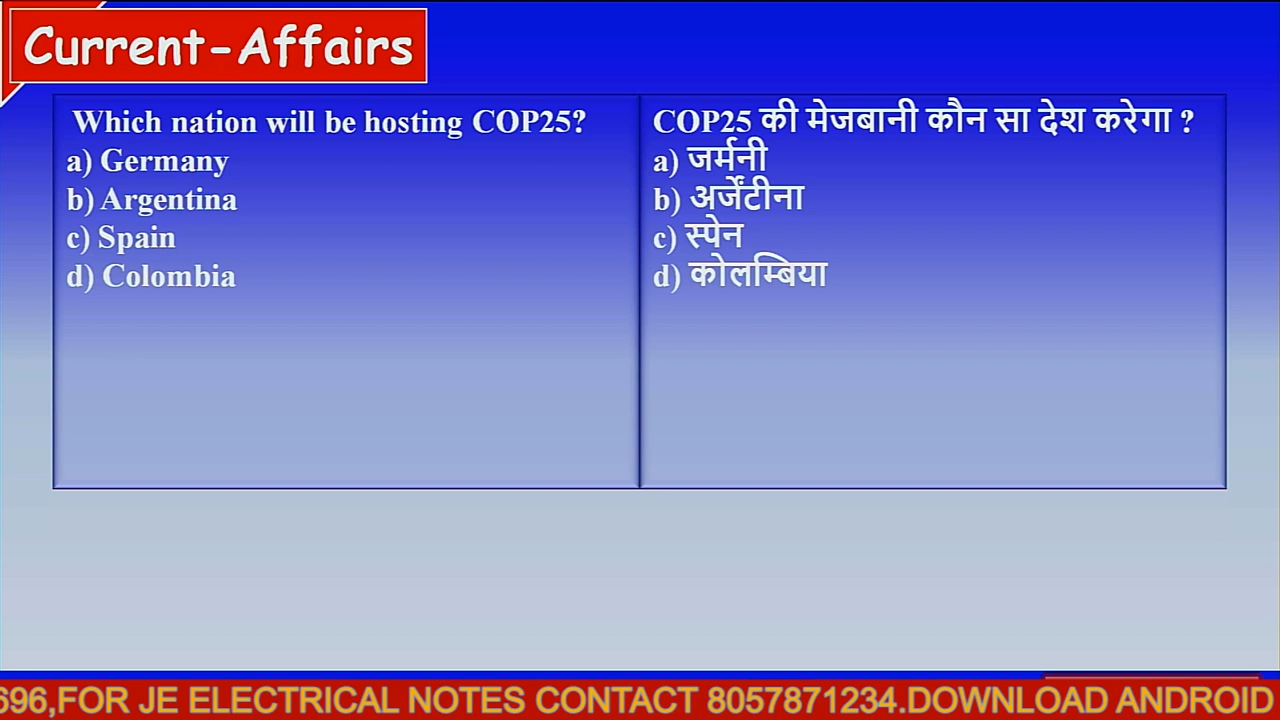 Current-Affairs
Which nation will be hosting COP25?
a) Germany
b) Argentina
c) Spain
d) Colombia
COP25 की मेजबानी कौन सा देश करेगा ?
a) जर्मनी
b) अर्जेंटीना
c) स्पेन
d) कोलम्बिया
696,FOR JE ELECTRICAL NOTES CONTACT 8057871234.DOWNLOAD ANDROID